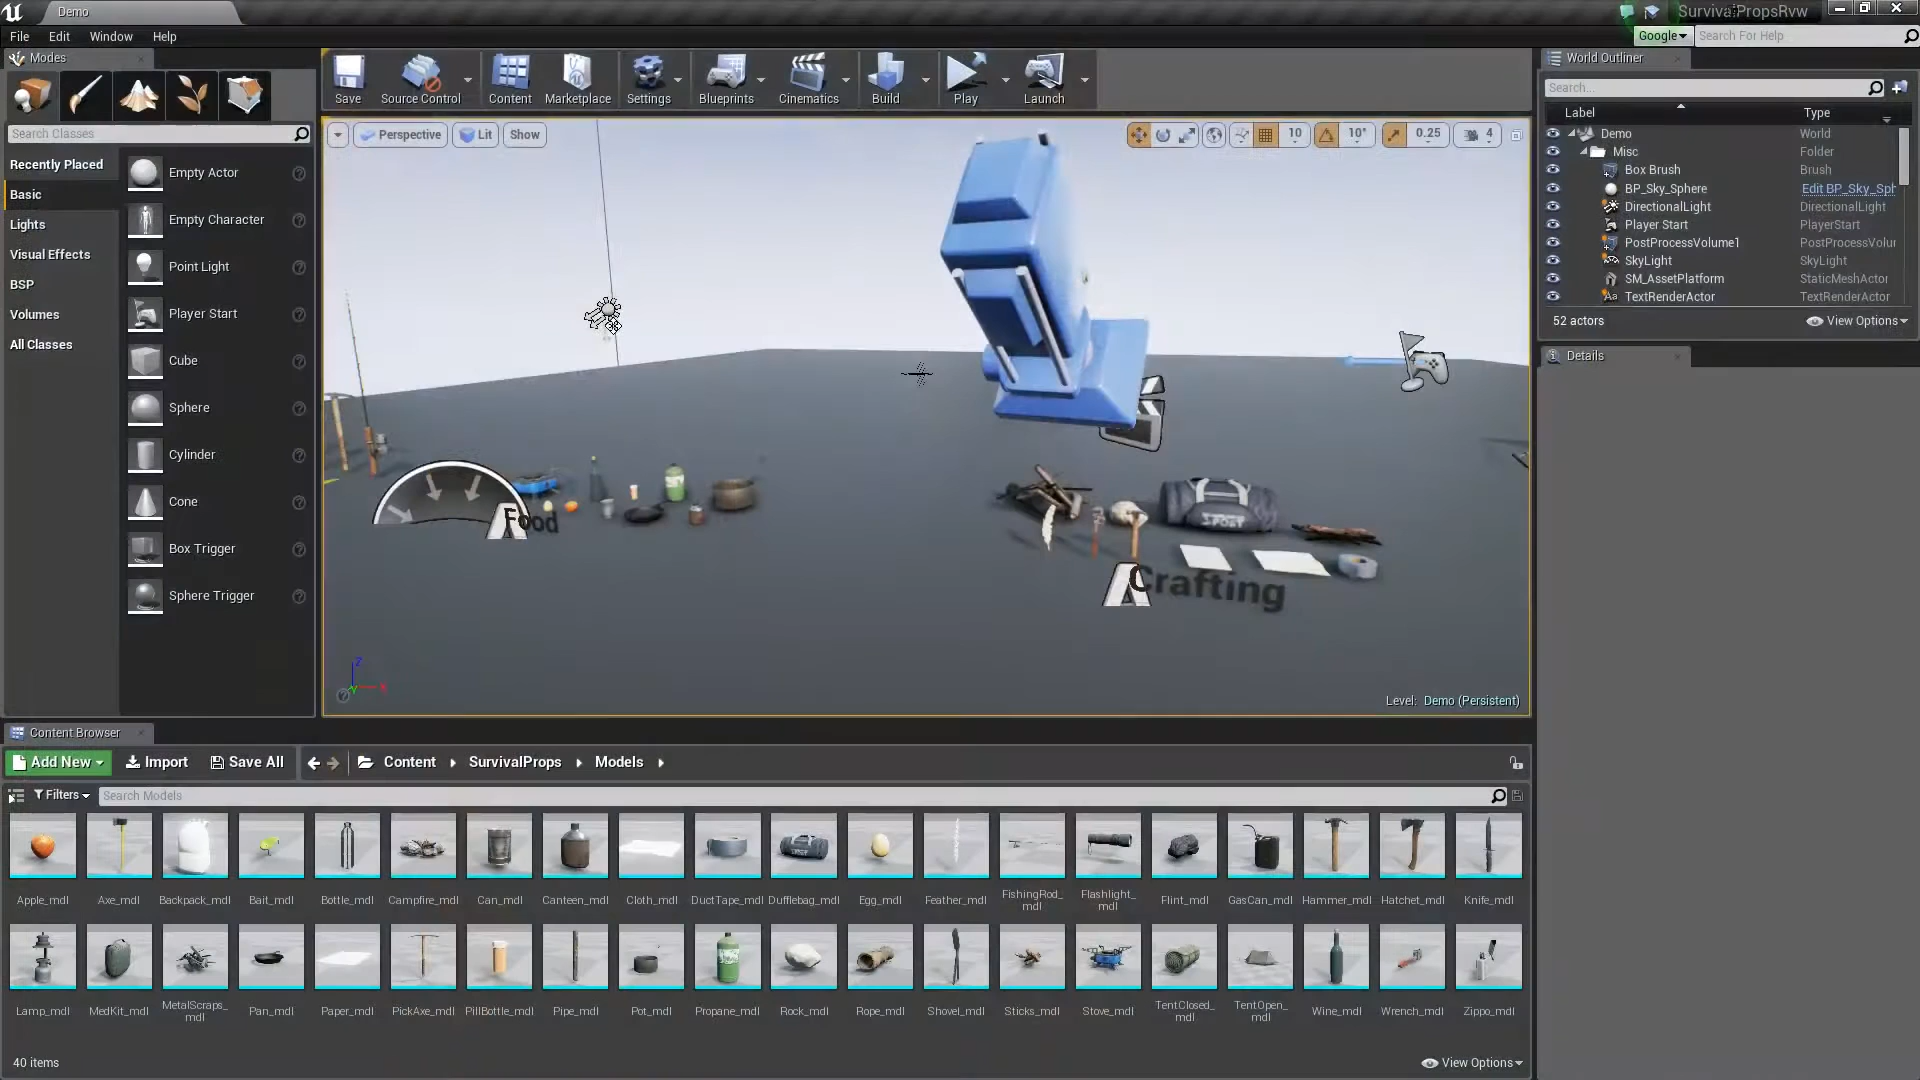 Demo
SurvivalPropsRvw
File Edit Window Help
Google
Search For Help
Modes
Save
Source Control
Content
Marketplace
Settings
Blueprints
Cinematics
Build
Play
Launch
World Outliner
Search...
Label Type
Search Classes
Perspective
Lit
Show
10
10°
0.25
4
Recently Placed
Basic
Lights
Visual Effects
BSP
Volumes
All Classes
Empty Actor
Empty Character
Point Light
Player Start
Cube
Sphere
Cylinder
Cone
Box Trigger
Sphere Trigger
Demo World
Misc Folder
Box Brush Brush
BP_Sky_Sphere Edit BP_Sky_Sph
DirectionalLight DirectionalLight
Player Start PlayerStart
PostProcessVolume1 PostProcessVolur
SkyLight SkyLight
SM_AssetPlatform StaticMeshActor
TextRenderActor TextRenderActor
52 actors
View Options
Details
Food
SPORT
Crafting
Z
X
Y
Level: Demo (Persistent)
Content Browser
Add New
Import
Save All
Content
SurvivalProps
Models
Filters
Search Models
Apple_mdl
Axe_mdl
Backpack_mdl
Bait_mdl
Bottle_mdl
Campfire_mdl
Can_mdl
Canteen_mdl
Cloth_mdl
DuctTape_mdl
Dufflebag_mdl
Egg_mdl
Feather_mdl
FishingRod_
mdl
Flashlight_
mdl
Flint_mdl
GasCan_mdl
Hammer_mdl
Hatchet_mdl
Knife_mdl
Lamp_mdl
MedKit_mdl
MetalScraps_
mdl
Pan_mdl
Paper_mdl
PickAxe_mdl
PillBottle_mdl
Pipe_mdl
Pot_mdl
Propane_mdl
Rock_mdl
Rope_mdl
Shovel_mdl
Sticks_mdl
Stove_mdl
TentClosed_
mdl
TentOpen_
mdl
Wine_mdl
Wrench_mdl
Zippo_mdl
40 items
View Options